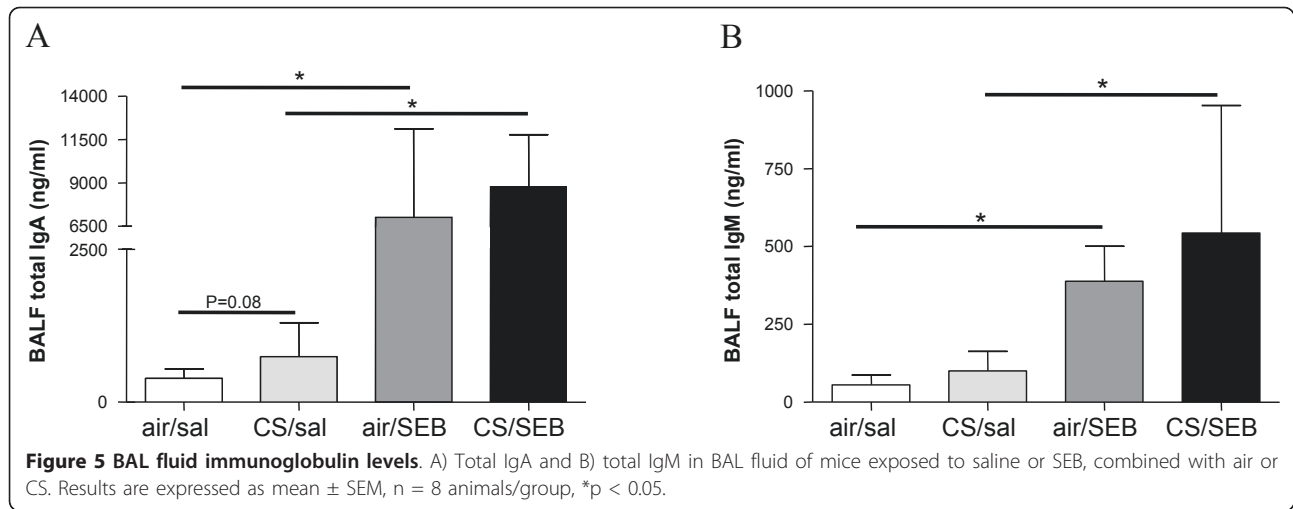 A
B
*
*
P=0.08
BALF total IgA (ng/ml)
14000
11500
9000
6500
2500
0
air/sal CS/sal air/SEB CS/SEB
*
*
BALF total IgM (ng/ml)
1000
750
500
250
0
air/sal CS/sal air/SEB CS/SEB
Figure 5 BAL fluid immunoglobulin levels. A) Total IgA and B) total IgM in BAL fluid of mice exposed to saline or SEB, combined with air or
CS. Results are expressed as mean ± SEM, n = 8 animals/group, *p < 0.05.